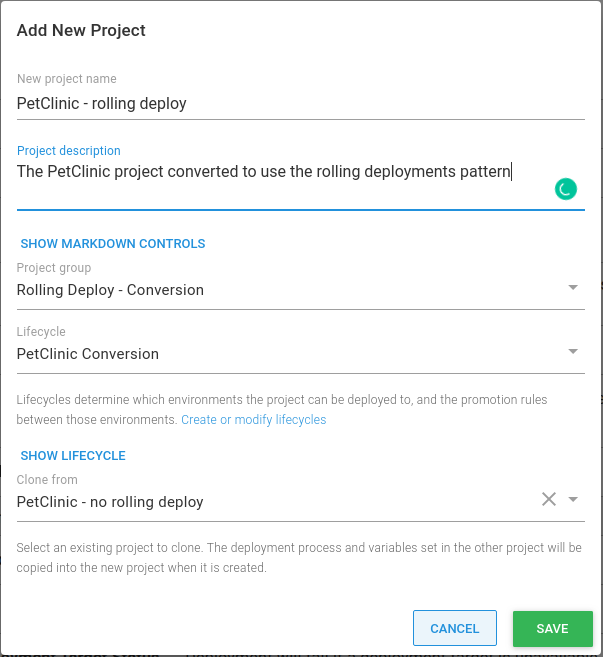 Add New Project
New project name
PetClinic - rolling deploy
Project description
The PetClinic project converted to use the rolling deployments pattern
SHOW MARKDOWN CONTROLS
Project group
Rolling Deploy - Conversion
Lifecycle
PetClinic Conversion
Lifecycles determine which environments the project can be deployed to, and the promotion rules
between those environments. Create or modify lifecycles
SHOW LIFECYCLE
Clone from
PetClinic - no rolling deploy
Select an existing project to clone. The deployment process and variables set in the other project will be
copied into the new project when it is created.
CANCEL SAVE